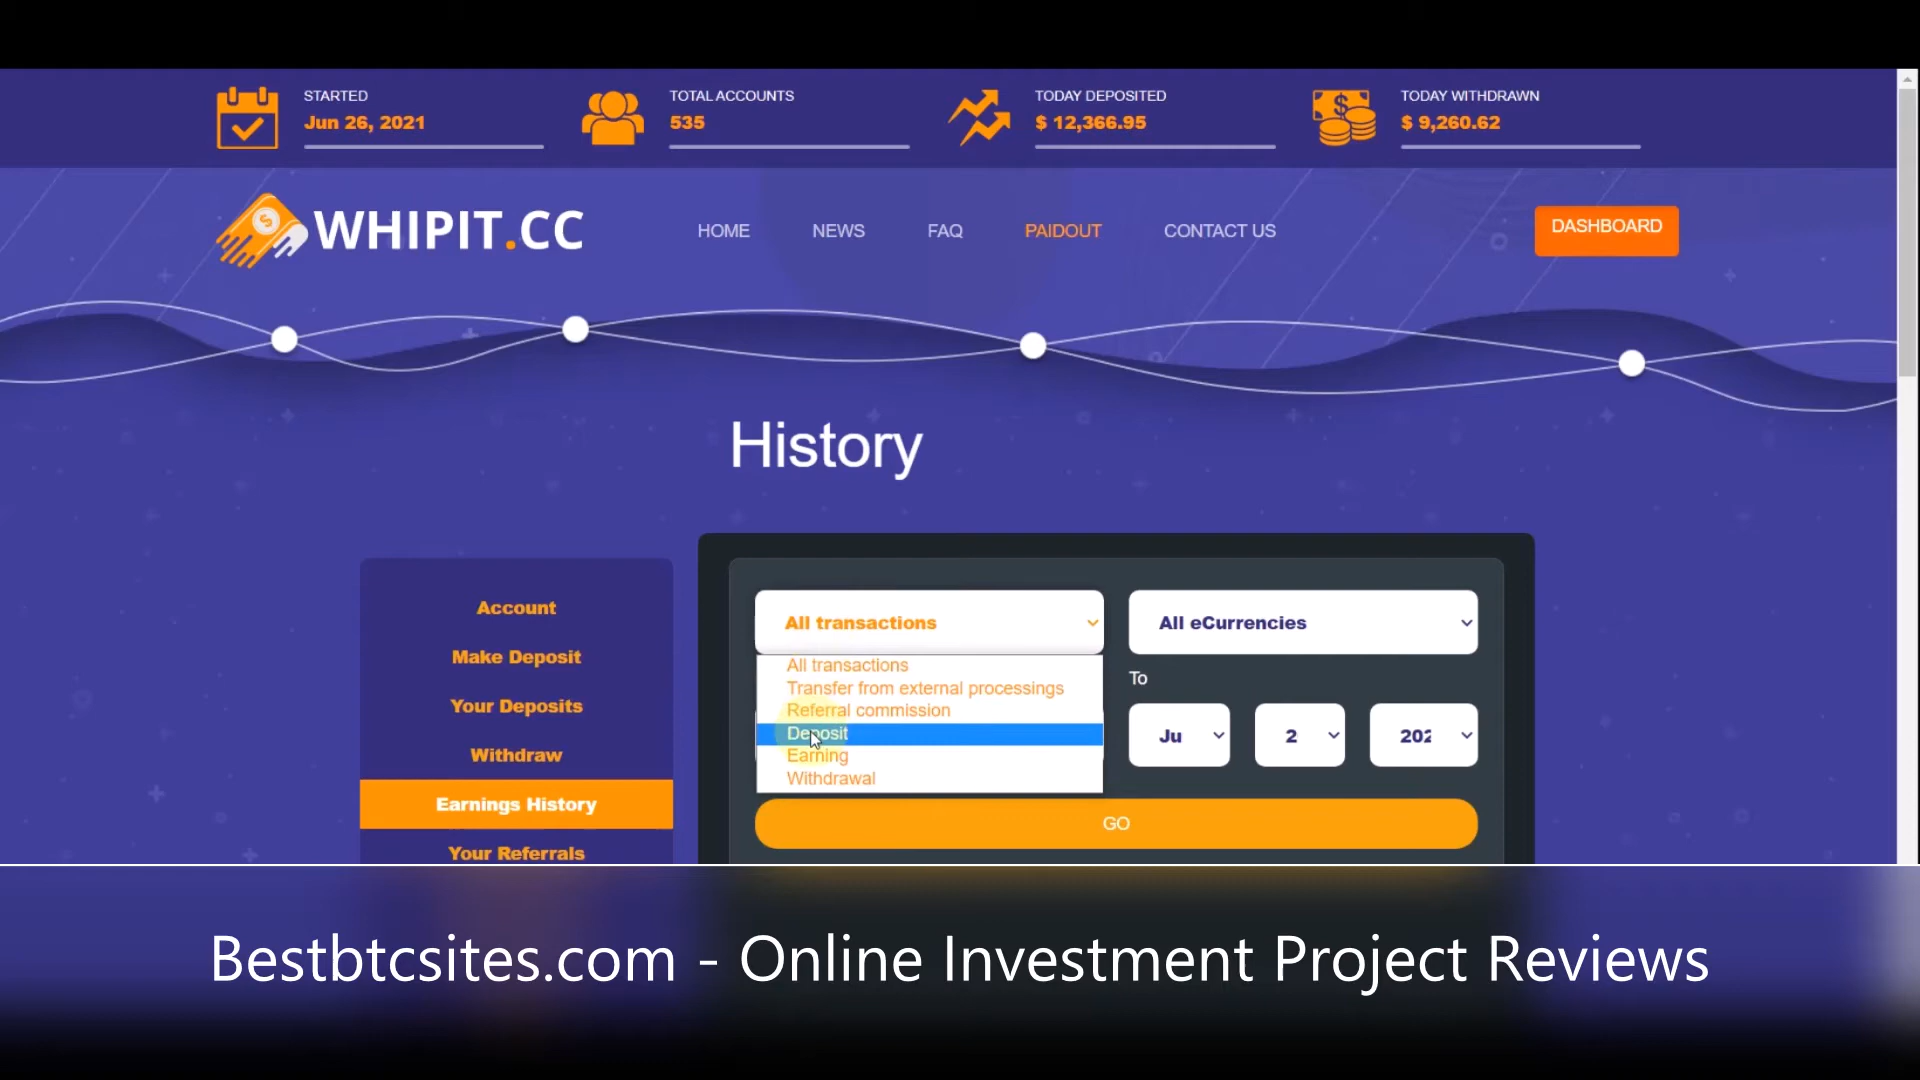 STARTED
Jun 26, 2021
TOTAL ACCOUNTS
535
TODAY DEPOSITED
$ 12,366.95
TODAY WITHDRAWN
$ 9,260.62
WHIPIT.CC
HOME NEWS FAQ PAIDOUT CONTACT US
DASHBOARD
History
Account
Make Deposit
Your Deposits
Withdraw
Earnings History
Your Referrals
All transactions
All transactions
Transfer from external processings
Referral commission
Deposit
Earning
Withdrawal
All eCurrencies
To
Ju 2 202
GO
Bestbtcsites.com - Online Investment Project Reviews